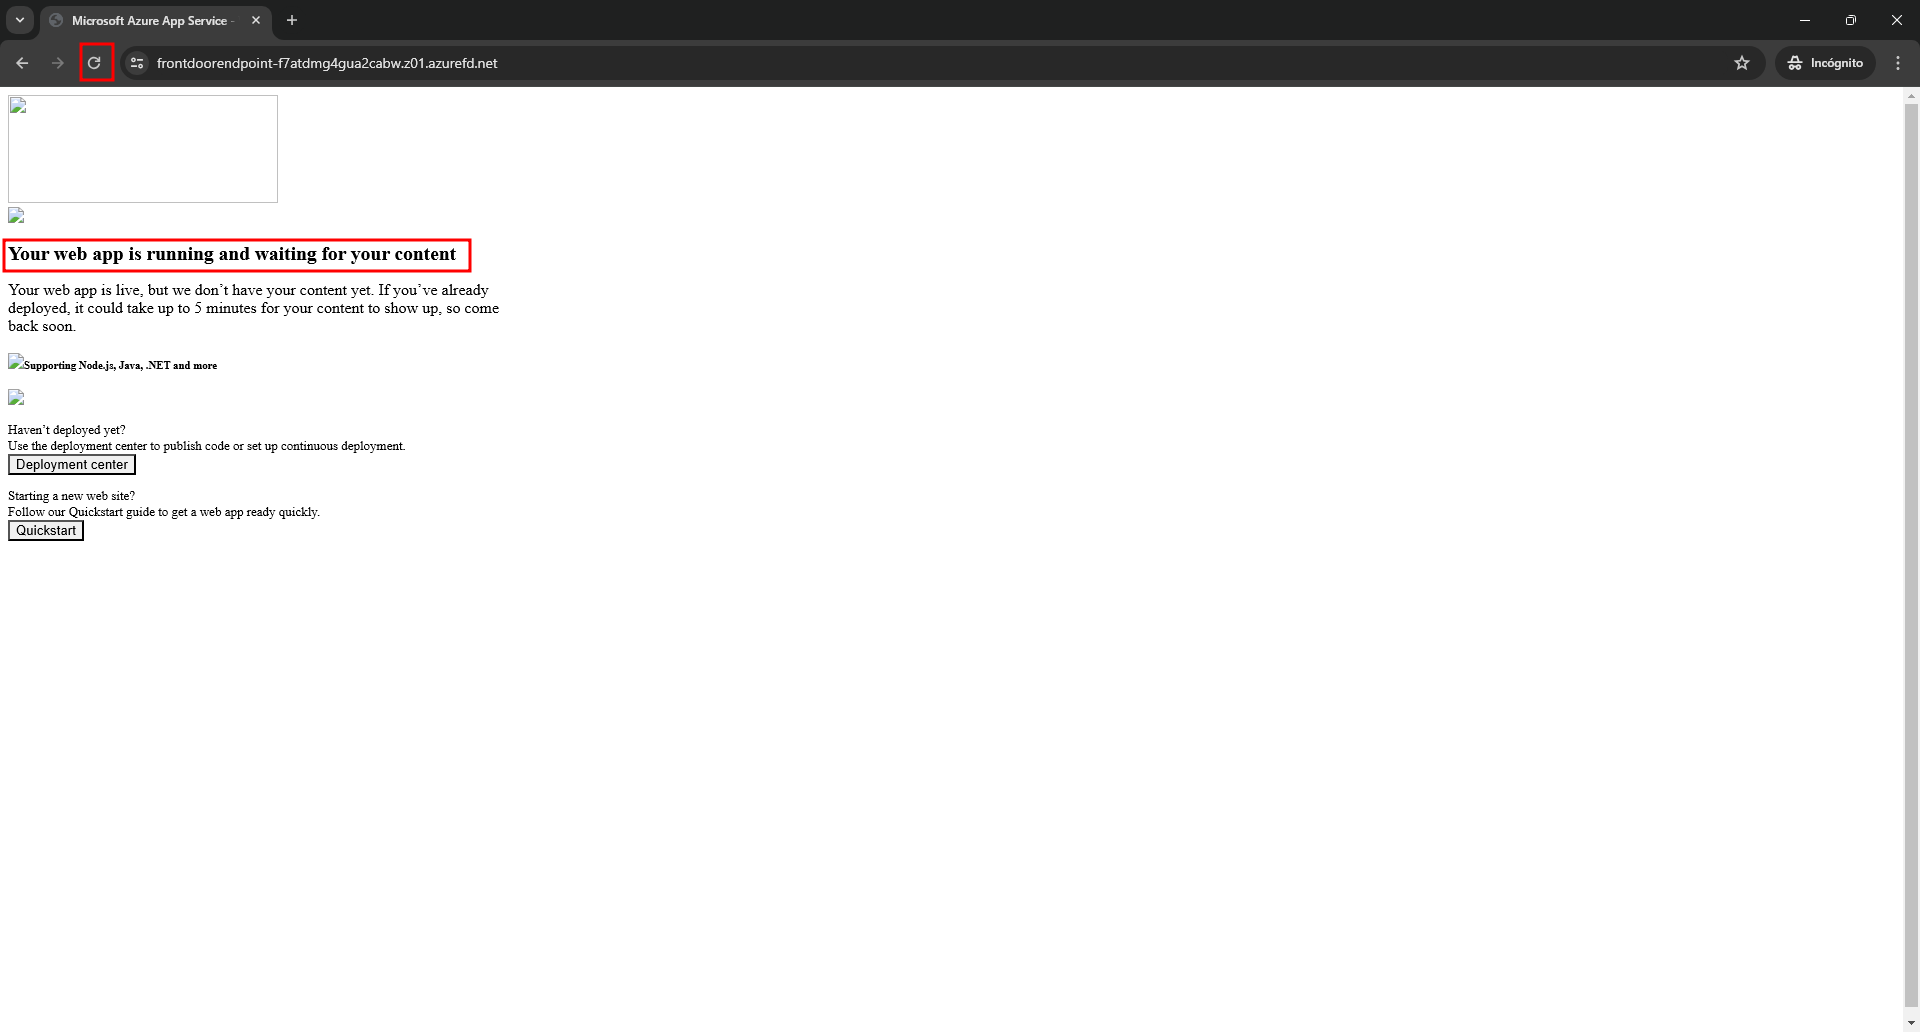 Microsoft Azure App Service -
frontdoorendpoint-f7atdmg4gua2cabw.z01.azurefd.net
Incógnito
Your web app is running and waiting for your content
Your web app is live, but we don’t have your content yet. If you’ve already
deployed, it could take up to 5 minutes for your content to show up, so come
back soon.
Supporting Node.js, Java, .NET and more
Haven’t deployed yet?
Use the deployment center to publish code or set up continuous deployment.
Deployment center
Starting a new web site?
Follow our Quickstart guide to get a web app ready quickly.
Quickstart